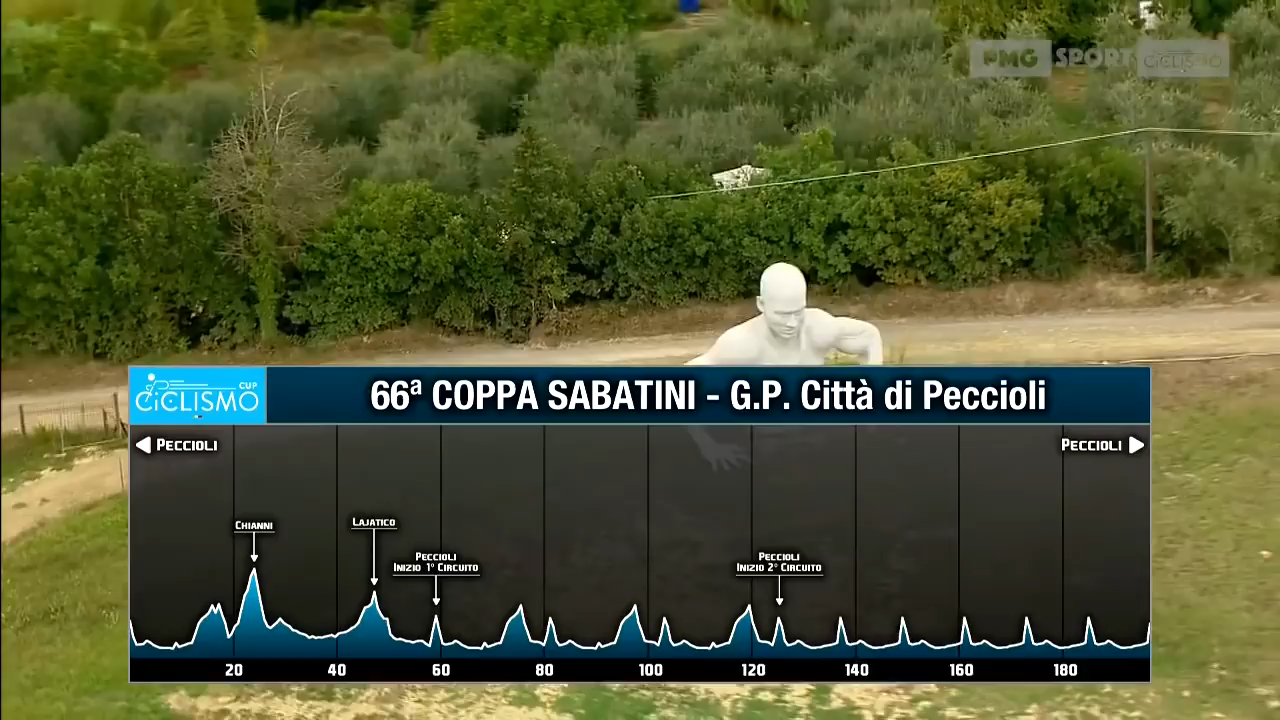 PMG SPORT CICLISMO
CICLISMO CUP
66ª COPPA SABATINI - G.P. Città di Peccioli
PECCIOLI
PECCIOLI
CHIANNI
LAJATICO
PECCIOLI
INIZIO 1° CIRCUITO
PECCIOLI
INIZIO 2° CIRCUITO
20 40 60 80 100 120 140 160 180